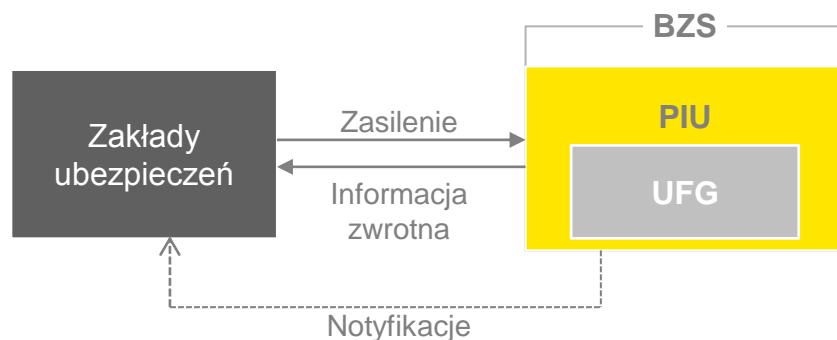 BZS
Zakłady
ubezpieczeń
Zasilenie
Informacja
zwrotna
PIU
UFG
Notyfikacje